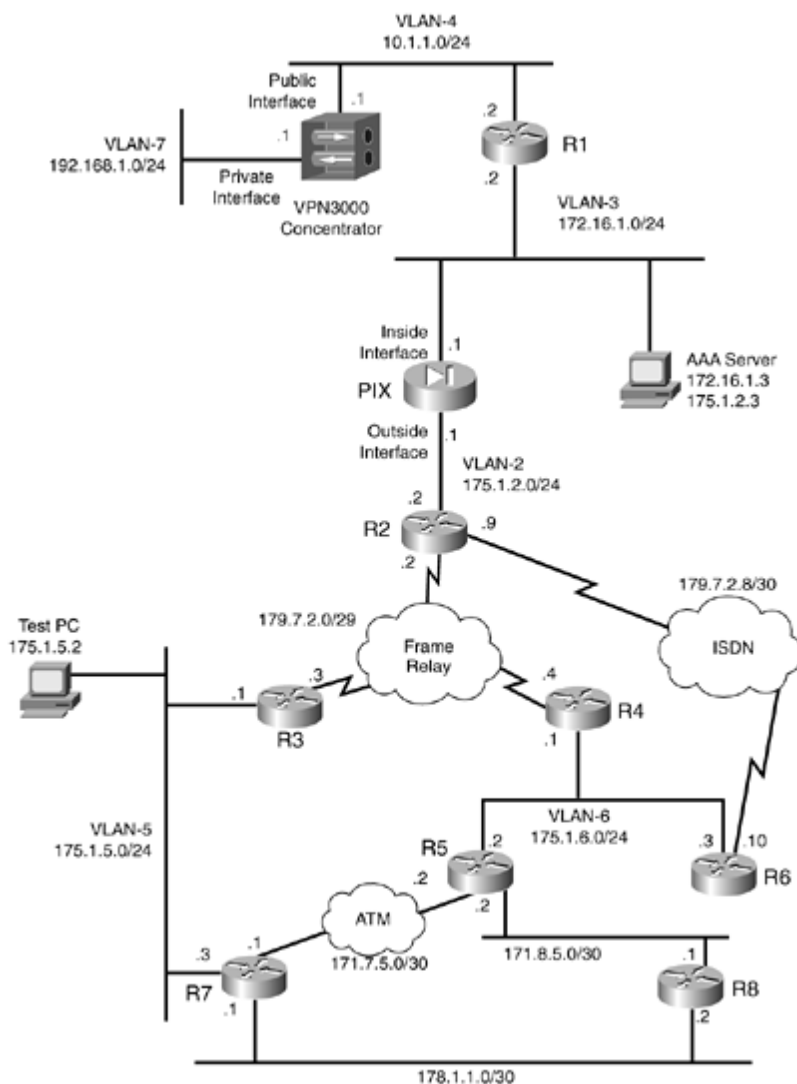 VLAN-4
10.1.1.0/24
Public
Interface
.1
.2
VLAN-7
192.168.1.0/24
.1
R1
Private
Interface
.2
VPN3000
Concentrator
VLAN-3
172.16.1.0/24
Inside
Interface
.1
PIX
AAA Server
172.16.1.3
175.1.2.3
Outside
Interface
.1
VLAN-2
175.1.2.0/24
.2
R2
.9
.2
179.7.2.8/30
Test PC
175.1.5.2
179.7.2.0/29
Frame
Relay
ISDN
.3
.4
.1
R3
R4
.1
VLAN-5
175.1.5.0/24
VLAN-6
175.1.6.0/24
R5
.2
.3
.10
R6
.2
.2
ATM
.3
.1
171.7.5.0/30
171.8.5.0/30
.1
R7
R8
.1
.2
178.1.1.0/30